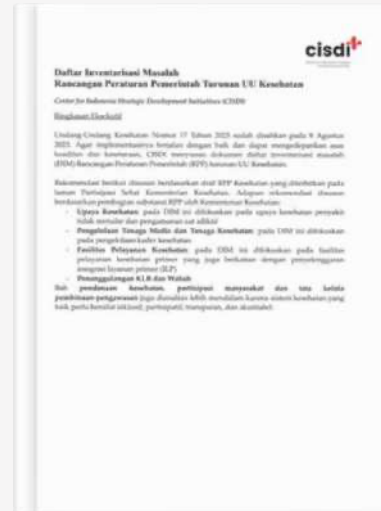 cisdi
Daftar Inventarisasi Masalah
Rancangan Peraturan Pemerintah Turunan UU Kesehatan
Center for Indonesia Strategic Development Initiatives (CISDI)
Ringkasan Eksekutif
Undang-Undang Kesehatan Nomor 17 Tahun 2023 sudah disahkan pada 8 Agustus
2023. Agar implementasinya berjalan dengan baik dan dapat mengedepankan asas
keadilan dan kesetaraan, CISDI menyusun dokumen daftar inventarisasi masalah
(DIM) Rancangan Peraturan Pemerintah (RPP) turunan UU Kesehatan.
Rekomendasi berikut disusun berdasarkan draf RPP Kesehatan yang diterbitkan pada
laman Partisipasi Sehat Kementerian Kesehatan. Adapun rekomendasi disusun
berdasarkan pembagian substansi RPP oleh Kementerian Kesehatan:
- Upaya Kesehatan: pada DIM ini difokuskan pada upaya kesehatan penyakit
tidak menular dan pengamanan zat adiktif
- Pengelolaan Tenaga Medis dan Tenaga Kesehatan: pada DIM ini difokuskan
pada pengelolaan kader kesehatan
- Fasilitas Pelayanan Kesehatan: pada DIM ini difokuskan pada fasilitas
pelayanan kesehatan primer yang juga berkaitan dengan penyelenggaraan
integrasi layanan primer (ILP)
- Penanggulangan KLB dan Wabah
Bab pendanaan kesehatan, partisipasi masyarakat dan tata kelola
pembinaan-pengawasan juga diuraikan lebih mendalam karena sistem kesehatan yang
baik perlu bersifat inklusif, partisipatif, transparan, dan akuntabel.